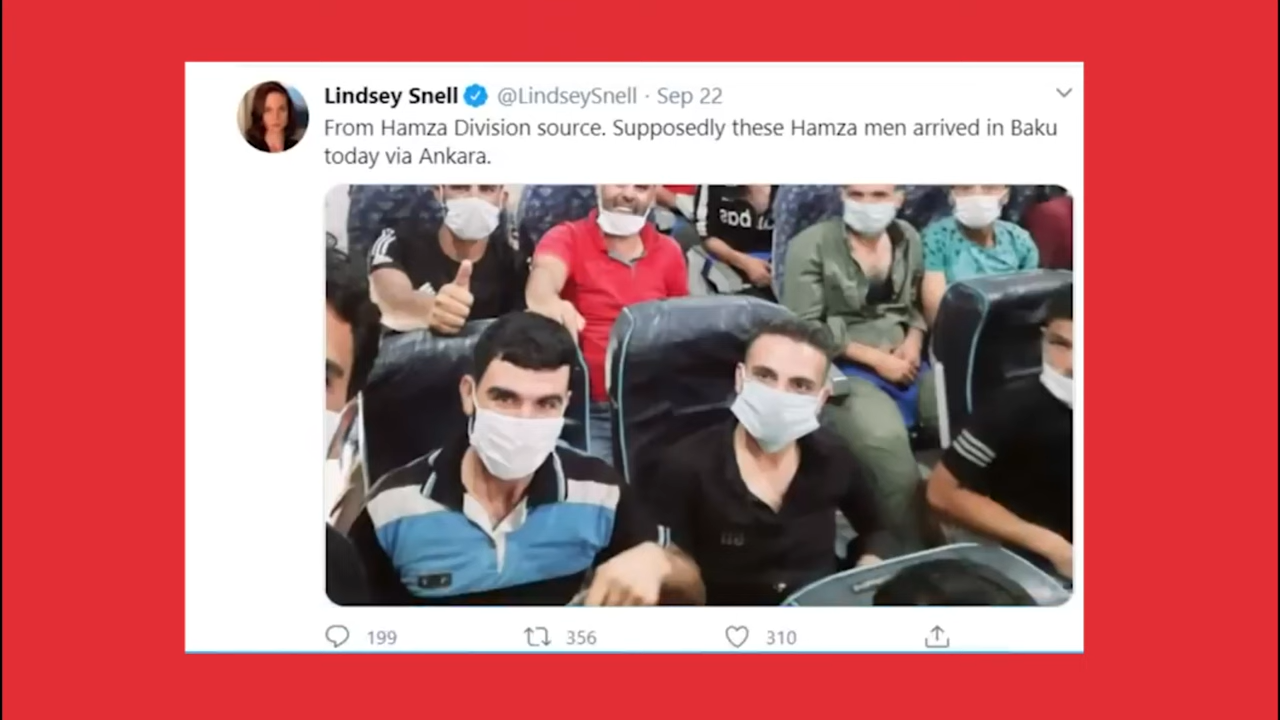 Lindsey Snell @LindseySnell · Sep 22
From Hamza Division source. Supposedly these Hamza men arrived in Baku
today via Ankara.
199 356 310